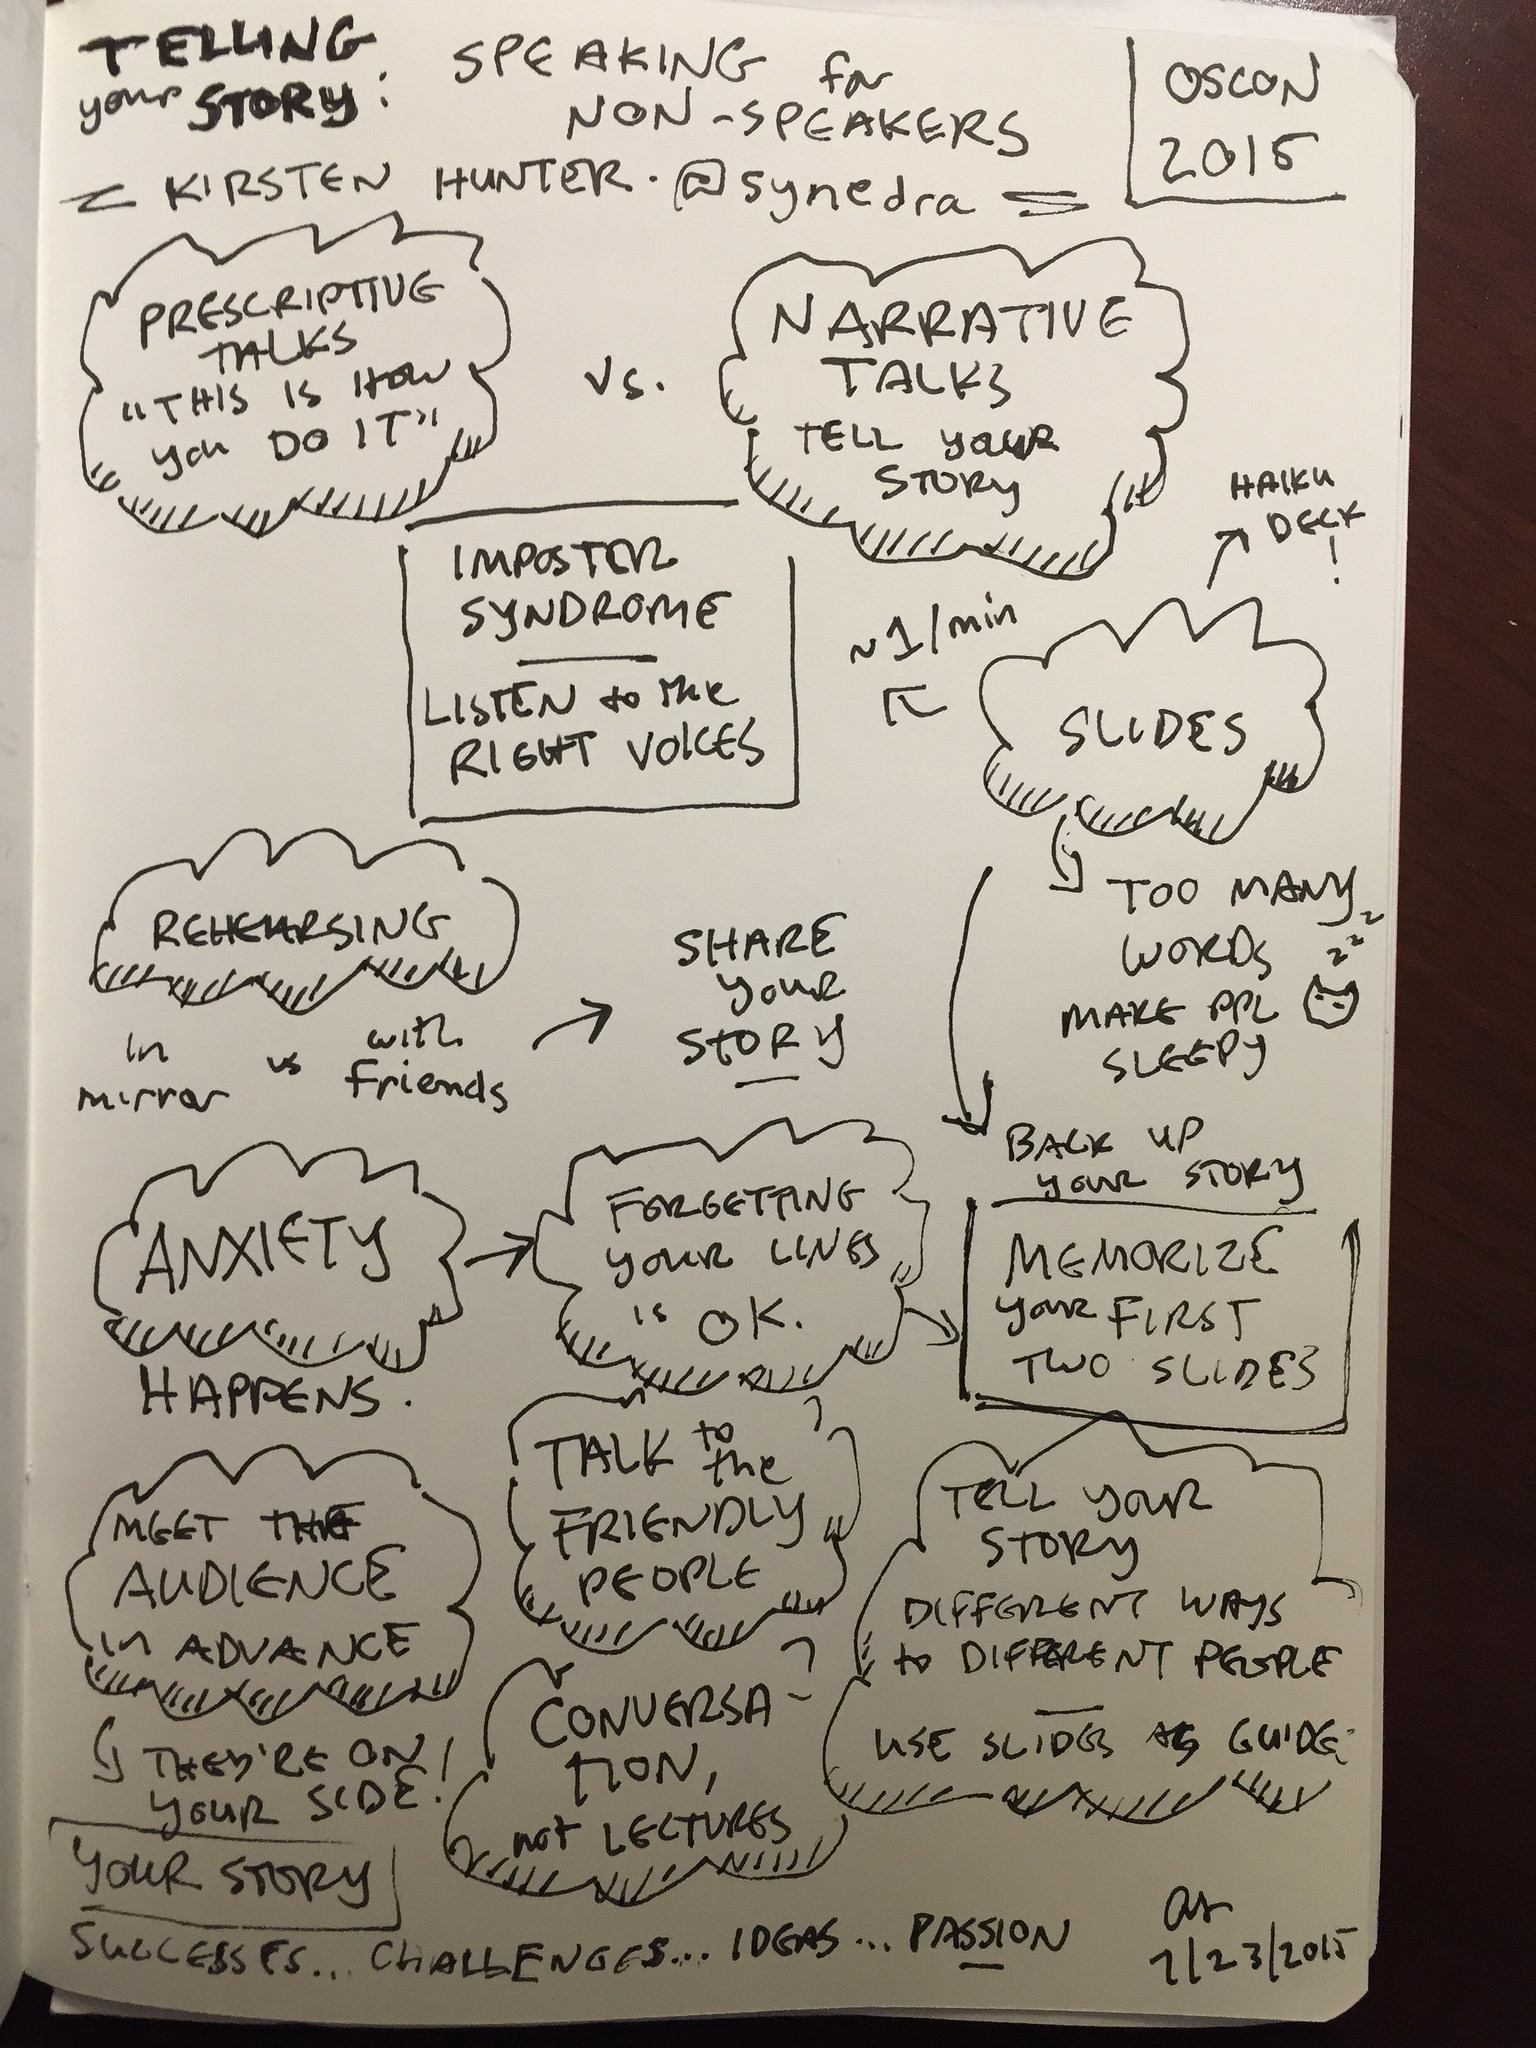 TELLING
your STORY:
SPEAKING for
NON-SPEAKERS
OSCON
2015
= KIRSTEN HUNTER. @synedra =
PRESCRIPTIVE
TALKS
"THIS IS HOW
you DO IT"
vs.
NARRATIVE
TALKS
TELL your
STORY
IMPOSTER
SYNDROME
LISTEN to the
RIGHT VOICES
HAIKU
DECK
!
~1/min
SLIDES
TOO MANY
WORDS
MAKE PPL
SLEEPY
zzz
BACK UP
your STORY
REHEARSING
in
mirror
vs
with
friends
SHARE
your
STORY
ANXIETY
HAPPENS.
FORGETTING
your LINES
is OK.
MEMORIZE
your FIRST
TWO SLIDES
MEET THE
AUDIENCE
in ADVANCE
THEY'RE ON
YOUR SIDE!
TALK to
the
FRIENDLY
PEOPLE
TELL your
STORY
DIFFERENT WAYS
to DIFFERENT PEOPLE
USE SLIDES AS GUIDE
CONVERSA-
TION,
not LECTURES
YOUR STORY
SUCCESSES... CHALLENGES... IDEAS... PASSION
7/23/2015